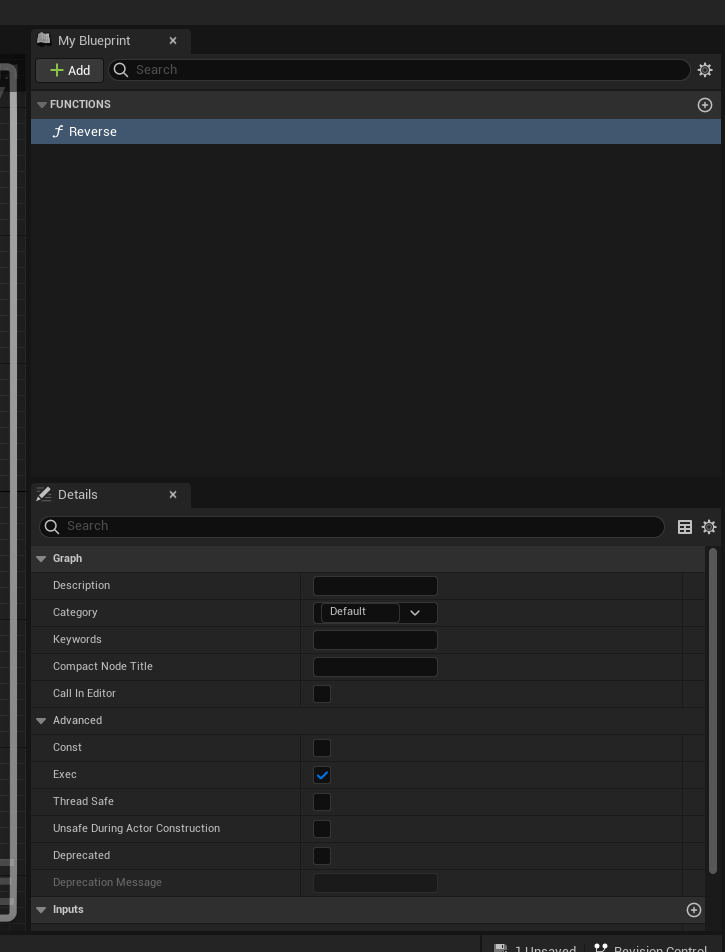 My Blueprint
Add
Search
FUNCTIONS
Reverse
Details
Search
Graph
Description
Category Default
Keywords
Compact Node Title
Call In Editor
Advanced
Const
Exec
Thread Safe
Unsafe During Actor Construction
Deprecated
Deprecation Message
Inputs
1 Unsaved Revision Control